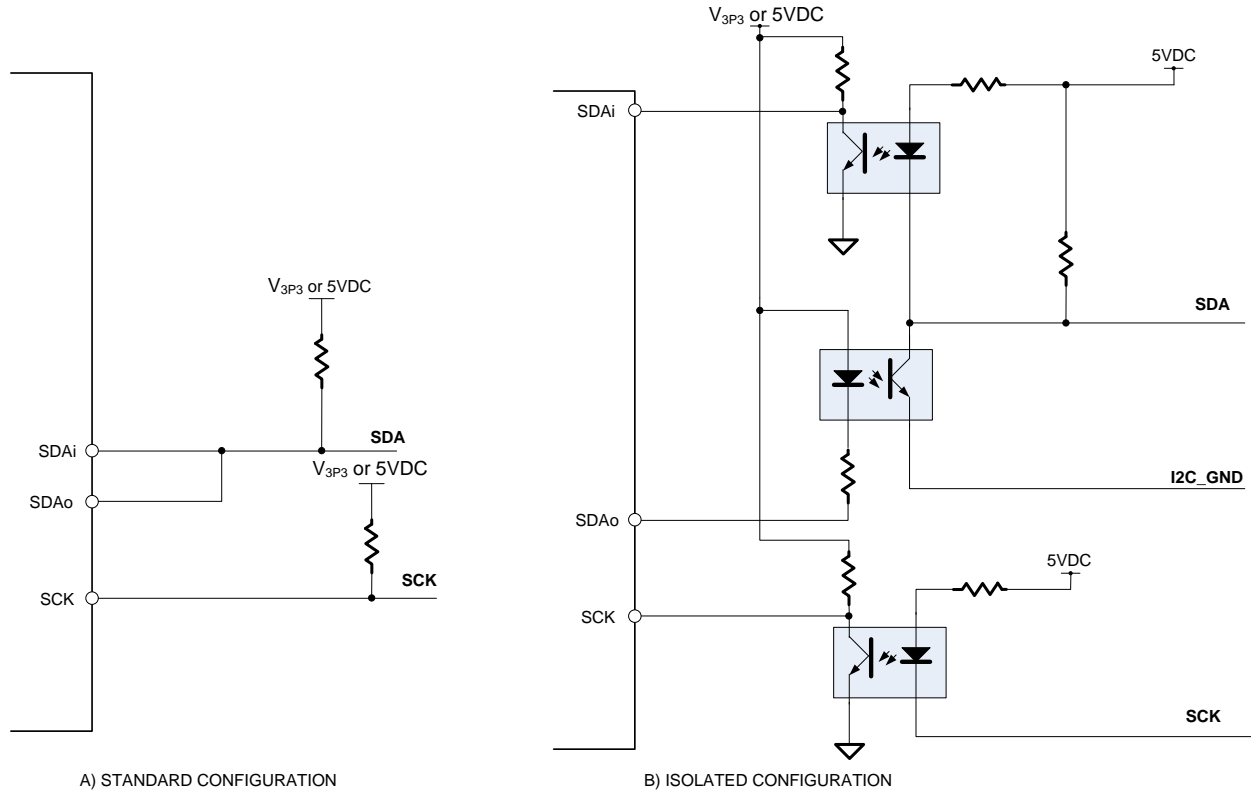 V3P3 or 5VDC
SDAi
SDAo
SCK
SDA
V3P3 or 5VDC
SCK
A) STANDARD CONFIGURATION
V3P3 or 5VDC
5VDC
SDAi
SDA
I2C_GND
SDAo
5VDC
SCK
SCK
B) ISOLATED CONFIGURATION